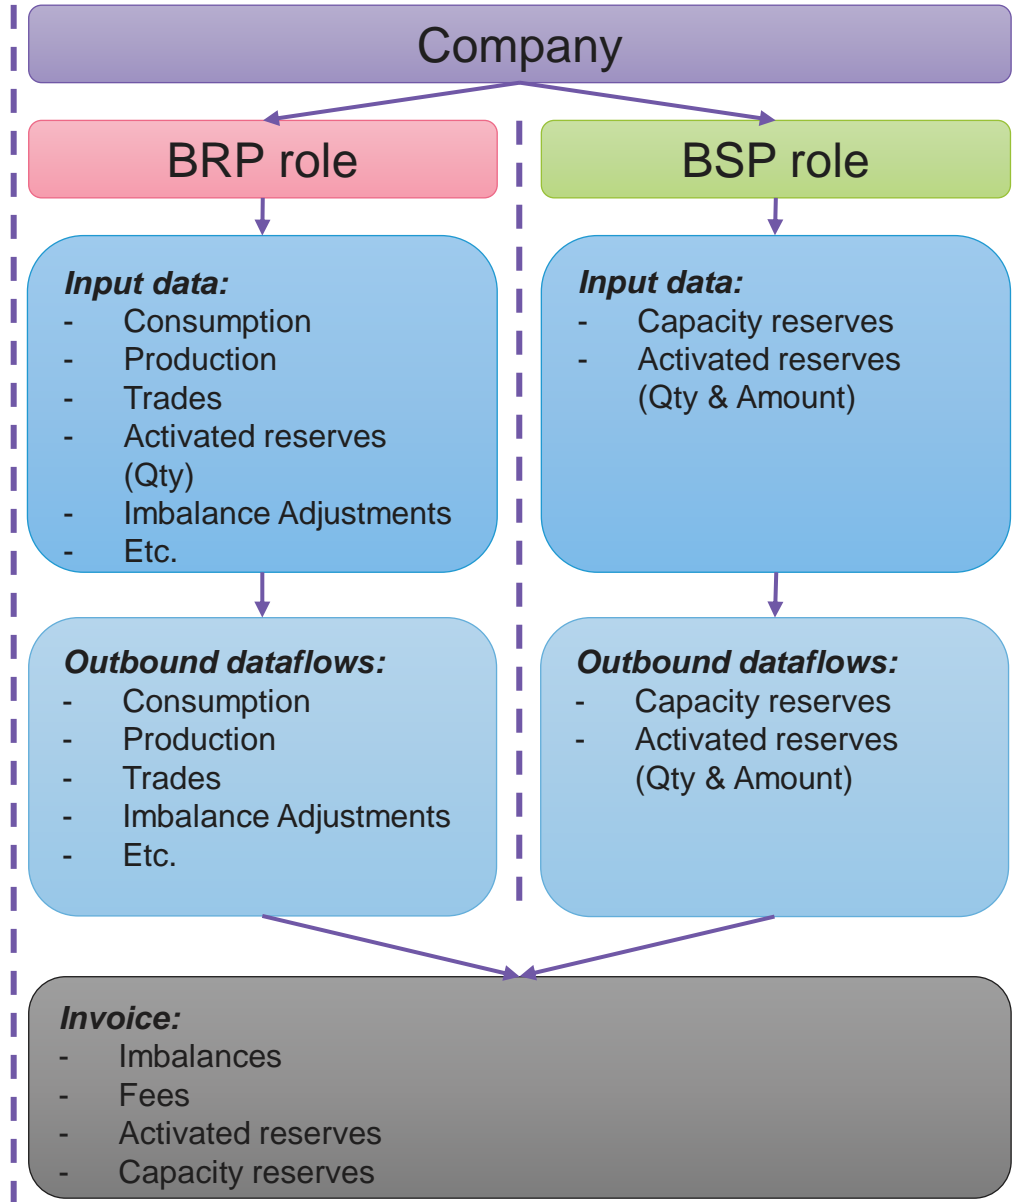 Company
BRP role
BSP role
Input data:
- Consumption
- Production
- Trades
- Activated reserves
(Qty)
- Imbalance Adjustments
- Etc.
Input data:
- Capacity reserves
- Activated reserves
(Qty & Amount)
Outbound dataflows:
- Consumption
- Production
- Trades
- Imbalance Adjustments
- Etc.
Outbound dataflows:
- Capacity reserves
- Activated reserves
(Qty & Amount)
Invoice:
- Imbalances
- Fees
- Activated reserves
- Capacity reserves